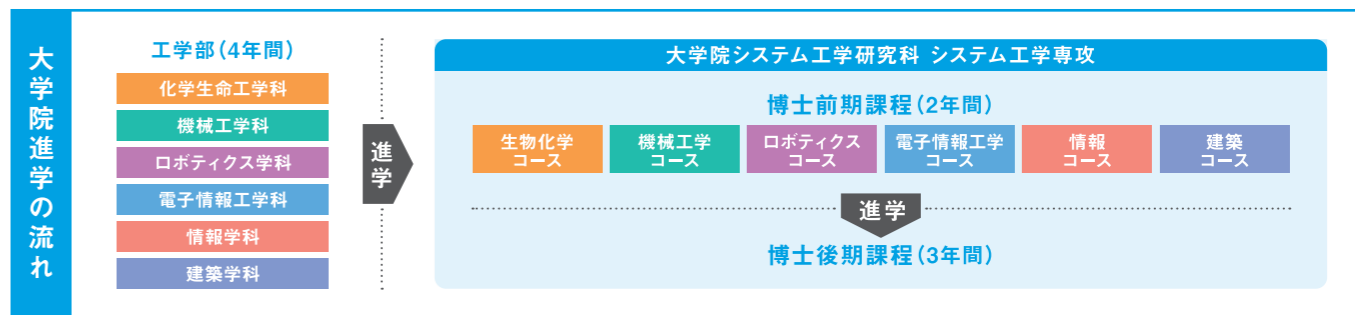 大学院進学の流れ
工学部（4年間）
化学生命工学科
機械工学科
ロボティクス学科
電子情報工学科
情報学科
建築学科
進学
大学院システム工学研究科 システム工学専攻
博士前期課程（2年間）
生物化学
コース
機械工学
コース
ロボティクス
コース
電子情報工学
コース
情報
コース
建築
コース
進学
博士後期課程（3年間）